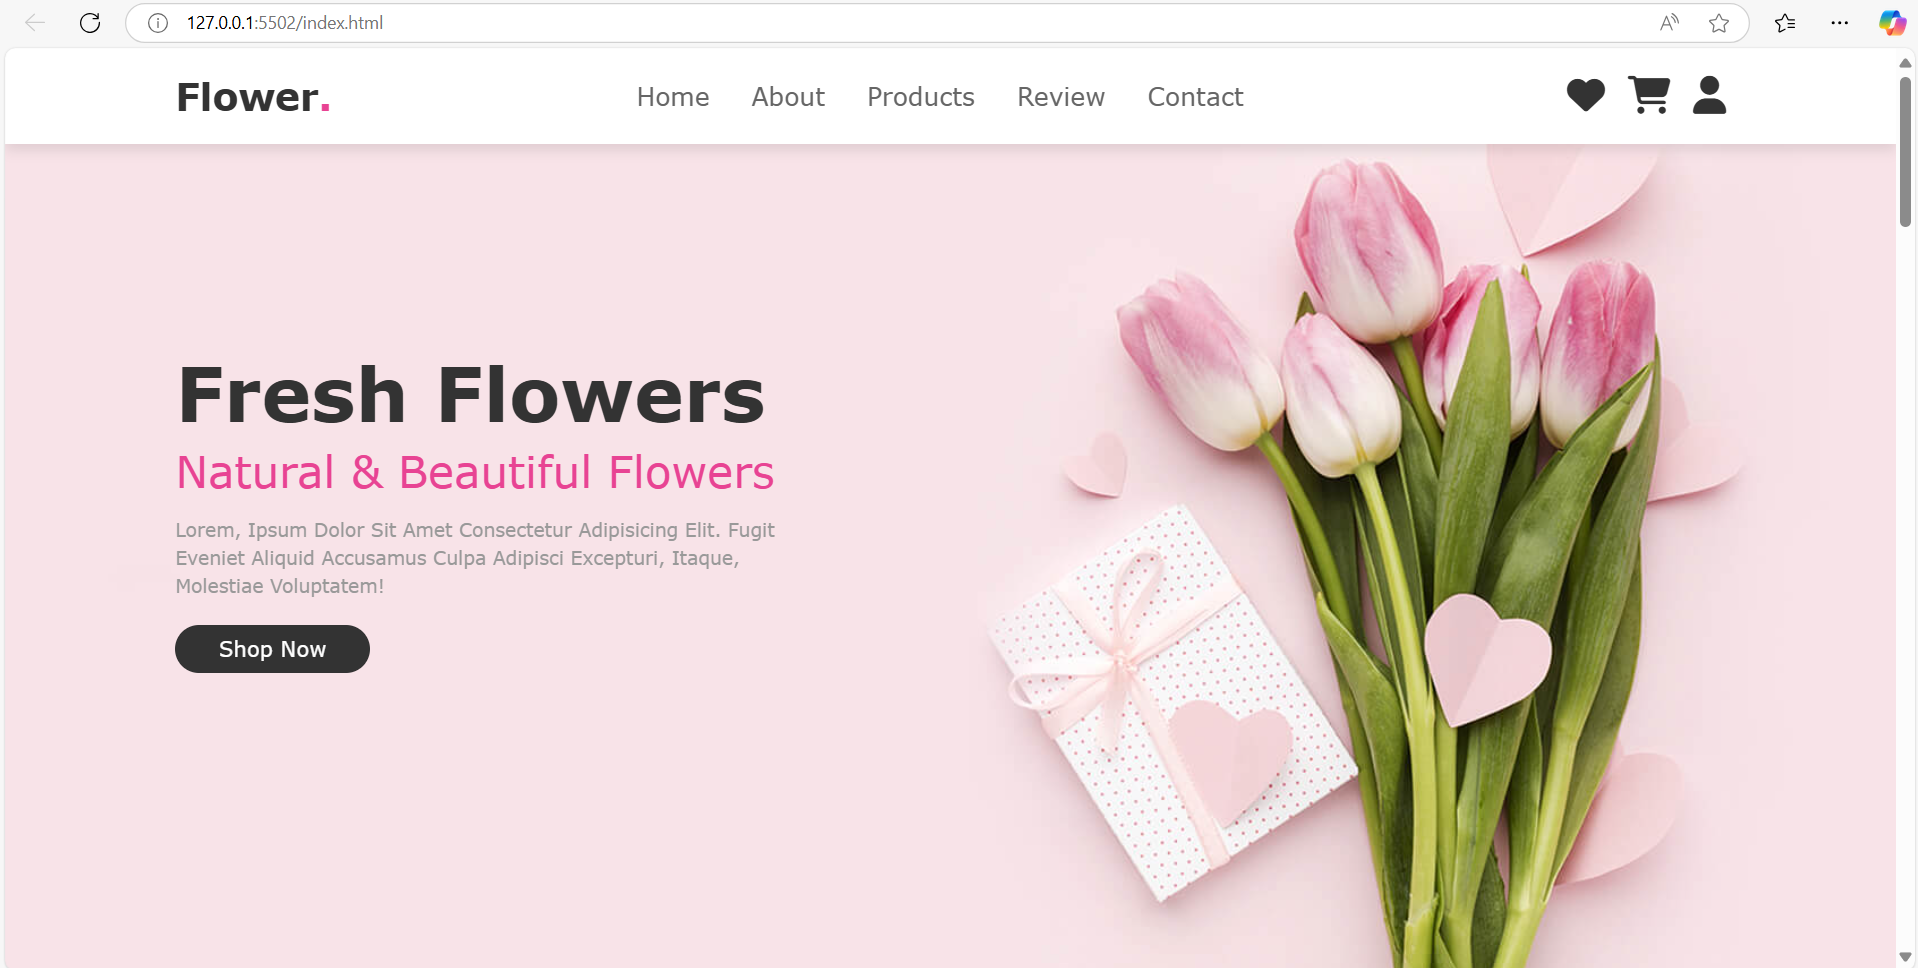 127.0.0.1:5502/index.html
Flower.
Home About Products Review Contact
Fresh Flowers
Natural & Beautiful Flowers
Lorem, Ipsum Dolor Sit Amet Consectetur Adipisicing Elit. Fugit
Eveniet Aliquid Accusamus Culpa Adipisci Excepturi, Itaque,
Molestiae Voluptatem!
Shop Now